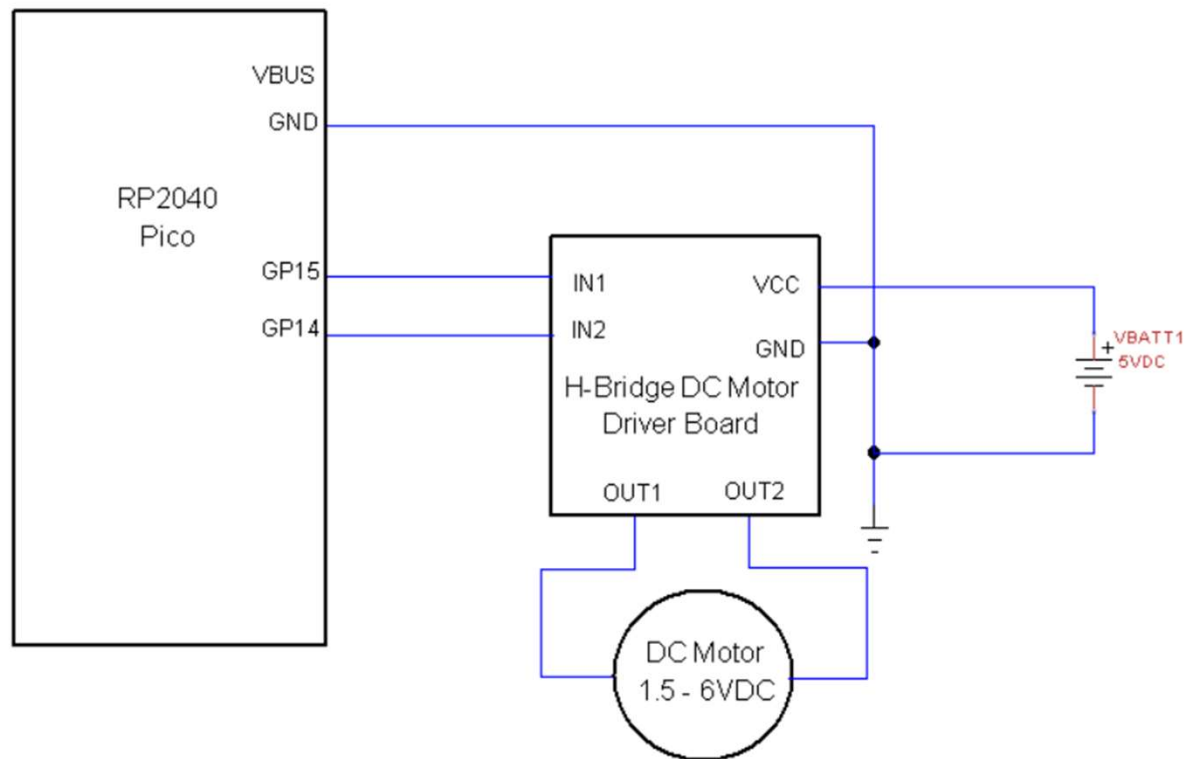 VBUS
GND
RP2040
Pico
GP15
GP14
IN1
IN2
VCC
GND
H-Bridge DC Motor
Driver Board
OUT1
OUT2
+
VBATT1
5VDC
DC Motor
1.5 - 6VDC